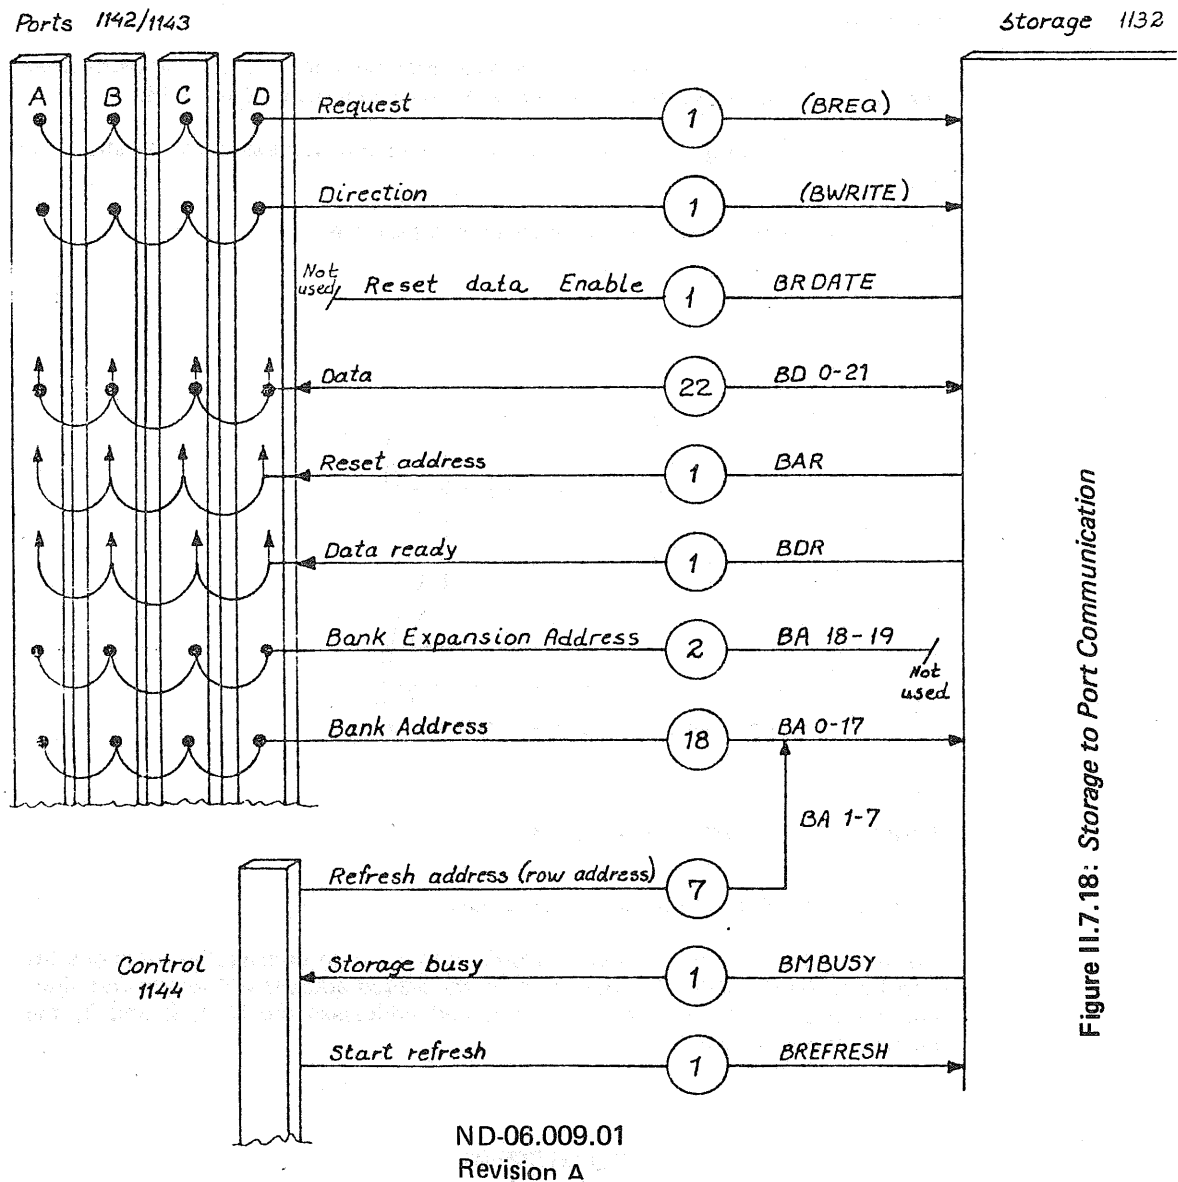 Ports 1142/1143
Storage 1132
A B C D
Request 1 (BREQ)
Direction 1 (BWRITE)
Not used Reset data Enable 1 BRDATE
Data 22 BD 0-21
Reset address 1 BAR
Data ready 1 BDR
Bank Expansion Address 2 BA 18-19
Not used
Bank Address 18 BA 0-17
BA 1-7
Refresh address (row address) 7
Control 1144
Storage busy 1 BMBUSY
Start refresh 1 BREFRESH
Figure II.7.18: Storage to Port Communication
ND-06.009.01
Revision A